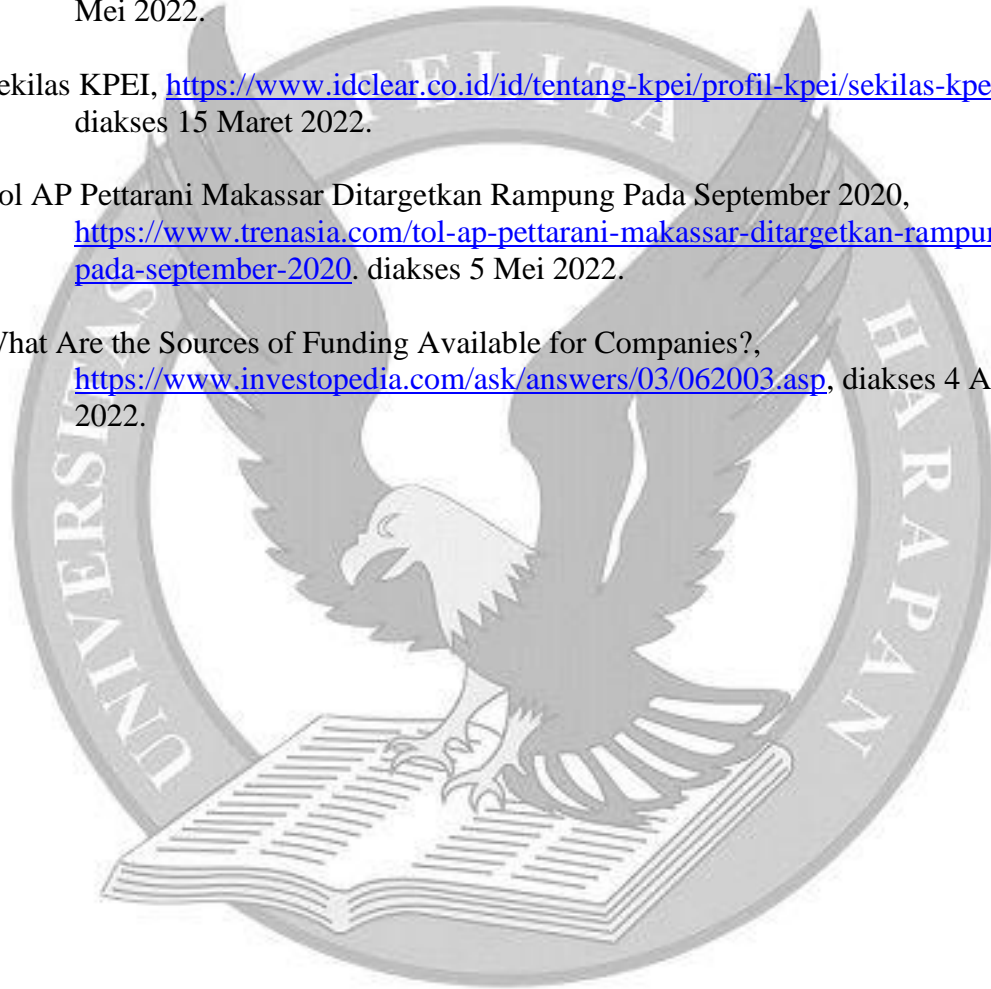 Mei 2022.
ekilas KPEI, https://www.idclear.co.id/id/tentang-kpei/profil-kpei/sekilas-kpe
diakses 15 Maret 2022.
ol AP Pettarani Makassar Ditargetkan Rampung Pada September 2020,
https://www.trenasia.com/tol-ap-pettarani-makassar-ditargetkan-rampun
pada-september-2020. diakses 5 Mei 2022.
What Are the Sources of Funding Available for Companies?,
https://www.investopedia.com/ask/answers/03/062003.asp, diakses 4 A
2022.
UNIVERSITAS PELITA HARAPAN